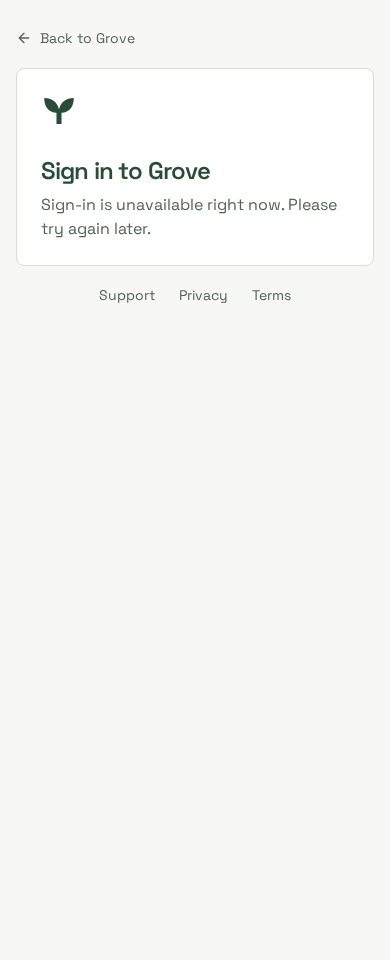 Back to Grove
Sign in to Grove
Sign-in is unavailable right now. Please
try again later.
Support Privacy Terms